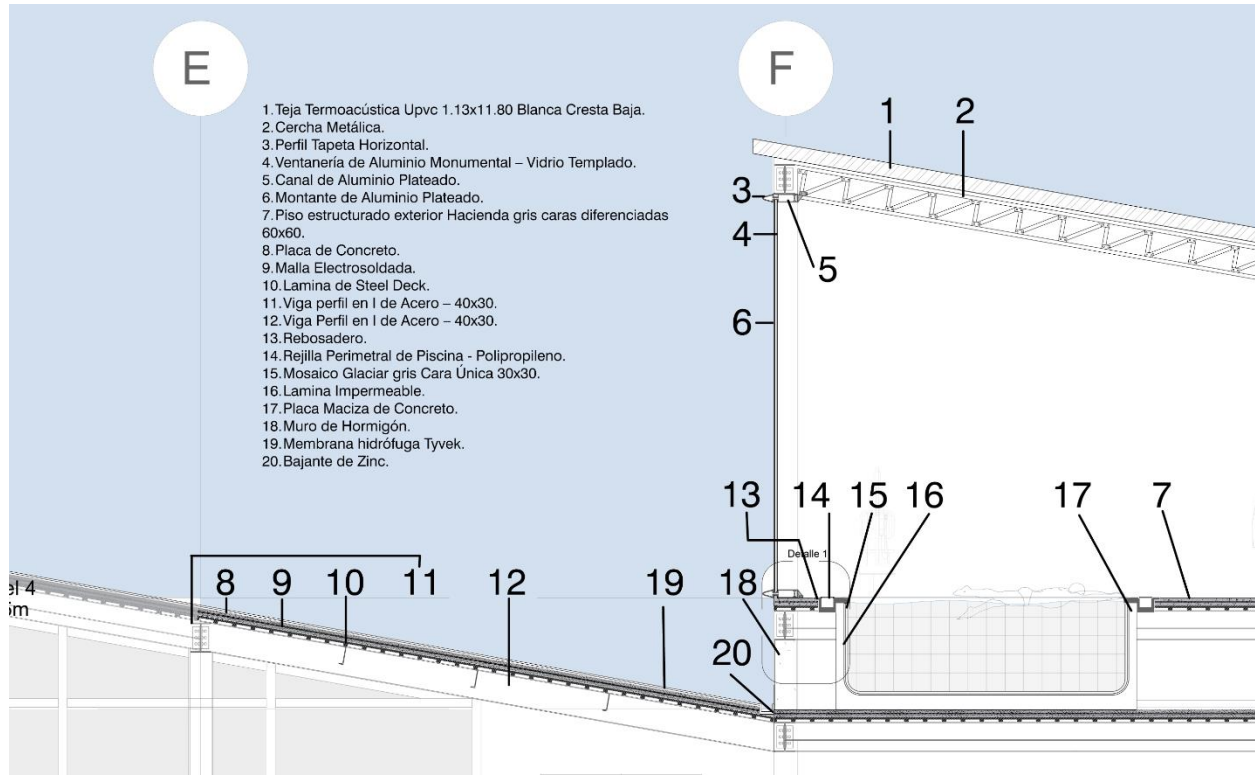 E
F
1.Teja Termoacústica Upvc 1.13x11.80 Blanca Cresta Baja.
2.Cercha Metálica.
3.Perfil Tapeta Horizontal.
4.Ventanería de Aluminio Monumental – Vidrio Templado.
5.Canal de Aluminio Plateado.
6.Montante de Aluminio Plateado.
7.Piso estructurado exterior Hacienda gris caras diferenciadas
60x60.
8.Placa de Concreto.
9.Malla Electrosoldada.
10.Lamina de Steel Deck.
11.Viga perfil en I de Acero – 40x30.
12.Viga Perfil en I de Acero – 40x30.
13.Rebosadero.
14.Rejilla Perimetral de Piscina - Polipropileno.
15.Mosaico Glaciar gris Cara Única 30x30.
16.Lamina Impermeable.
17.Placa Maciza de Concreto.
18.Muro de Hormigón.
19.Membrana hidrófuga Tyvek.
20.Bajante de Zinc.
1 2
3
4
5
6
13 14 15 16 17 7
Detalle 1
8 9 10 11 12 19 18
el 4
5m
20